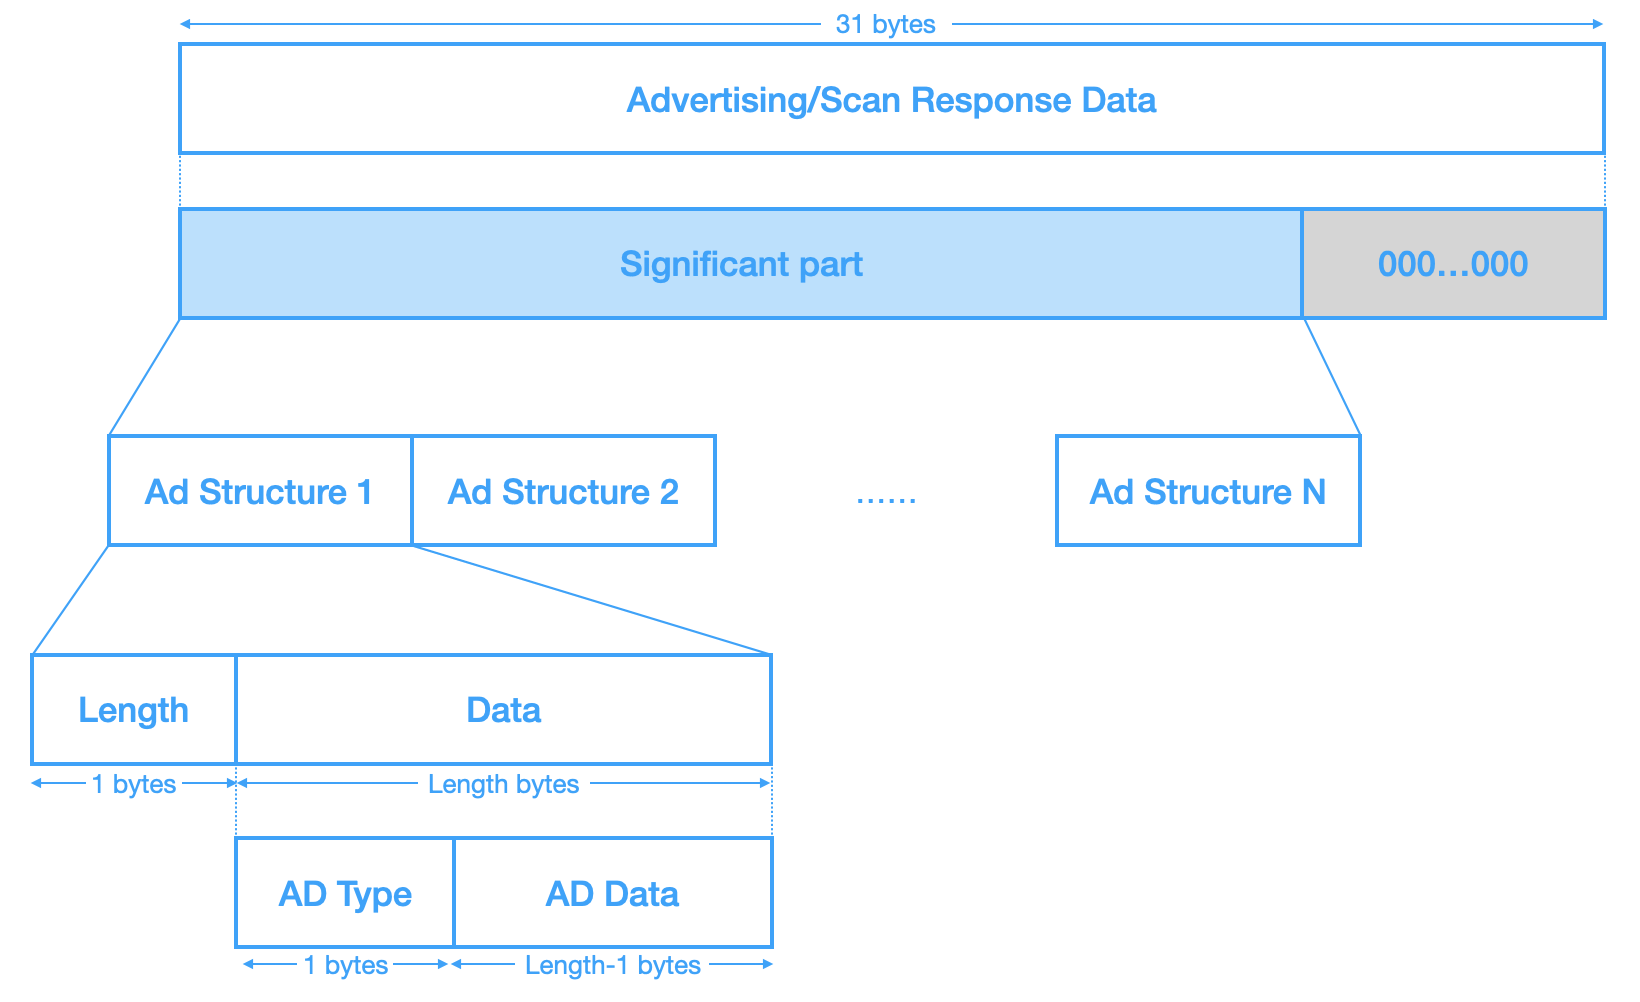 31 bytes
Advertising/Scan Response Data
Significant part
000...000
Ad Structure 1
Ad Structure 2
......
Ad Structure N
Length
Data
1 bytes
Length bytes
AD Type
AD Data
1 bytes
Length-1 bytes